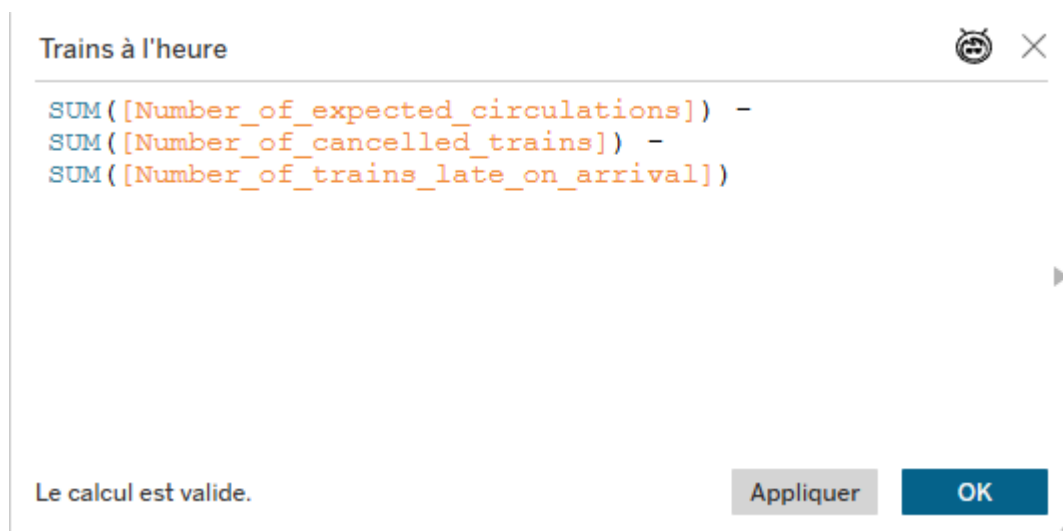 Trains à l'heure
SUM([Number_of_expected_circulations]) -
SUM([Number_of_cancelled_trains]) -
SUM([Number_of_trains_late_on_arrival])
Le calcul est valide.
Appliquer
OK